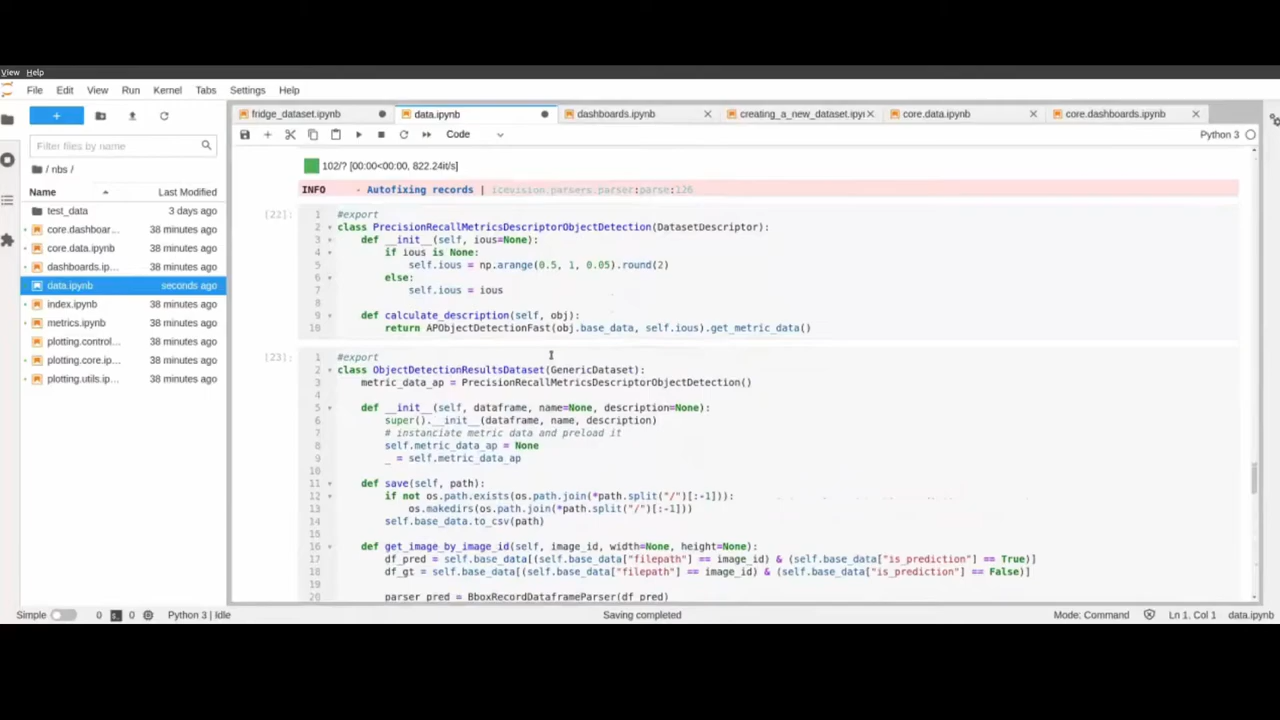 View Help
File Edit View Run Kernel Tabs Settings Help
+
fridge_dataset.ipynb
data.ipynb
dashboards.ipynb
creating_a_new_dataset.ipyı
core.data.ipynb
core.dashboards.ipynb
Code
Python 3
Filter files by name
/ nbs /
Name Last Modified
test_data 3 days ago
core.dashboar... 38 minutes ago
core.data.ipynb 38 minutes ago
dashboards.ip... 38 minutes ago
data.ipynb seconds ago
index.ipynb 38 minutes ago
metrics.ipynb 38 minutes ago
plotting.control... 38 minutes ago
plotting.core.ip... 38 minutes ago
plotting.utils.ip... 38 minutes ago
102/? [00:00<00:00, 822.24it/s]
INFO - Autofixing records | icevision.parsers.parser:parse:126
[22]:
1 #export
2 class PrecisionRecallMetricsDescriptorObjectDetection(DatasetDescriptor):
3 def __init__(self, ious=None):
4 if ious is None:
5 self.ious = np.arange(0.5, 1, 0.05).round(2)
6 else:
7 self.ious = ious
8
9 def calculate_description(self, obj):
10 return APObjectDetectionFast(obj.base_data, self.ious).get_metric_data()
[23]:
1 #export
2 class ObjectDetectionResultsDataset(GenericDataset):
3 metric_data_ap = PrecisionRecallMetricsDescriptorObjectDetection()
4
5 def __init__(self, dataframe, name=None, description=None):
6 super().__init__(dataframe, name, description)
7 # instanciate metric data and preload it
8 self.metric_data_ap = None
9 _ = self.metric_data_ap
10
11 def save(self, path):
12 if not os.path.exists(os.path.join(*path.split("/")[:-1])):
13 os.makedirs(os.path.join(*path.split("/")[:-1]))
14 self.base_data.to_csv(path)
15
16 def get_image_by_image_id(self, image_id, width=None, height=None):
17 df_pred = self.base_data[(self.base_data["filepath"] == image_id) & (self.base_data["is_prediction"] == True)]
18 df_gt = self.base_data[(self.base_data["filepath"] == image_id) & (self.base_data["is_prediction"] == False)]
19
20 parser_pred = BboxRecordDataframeParser(df_pred)
Simple 0 $_ 0 Python 3 | Idle Saving completed Mode: Command Ln 1, Col 1 data.ipynb